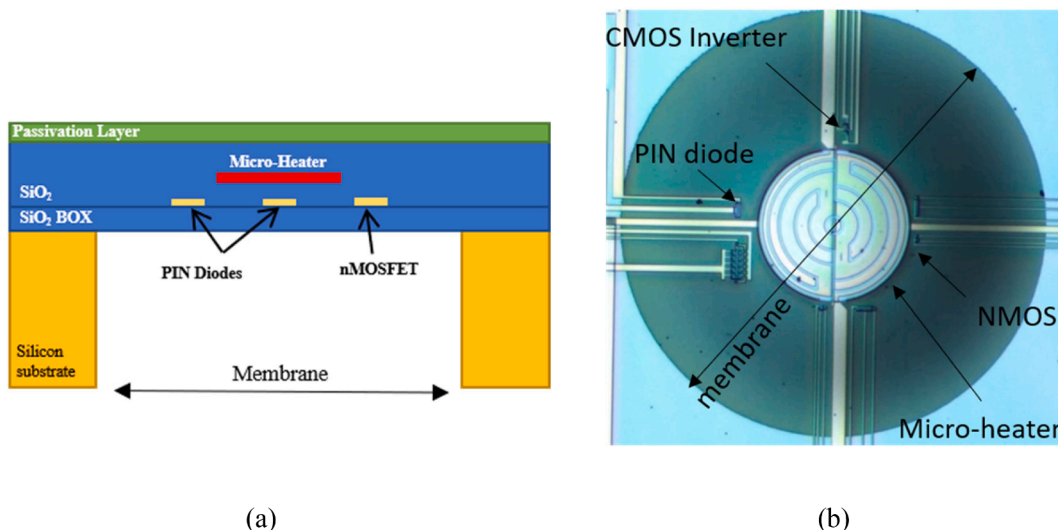 Passivation Layer
Micro-Heater
SiO₂
SiO₂ BOX
PIN Diodes
nMOSFET
Silicon
substrate
Membrane
(a)
CMOS Inverter
PIN diode
NMOS
membrane
Micro-heater
(b)